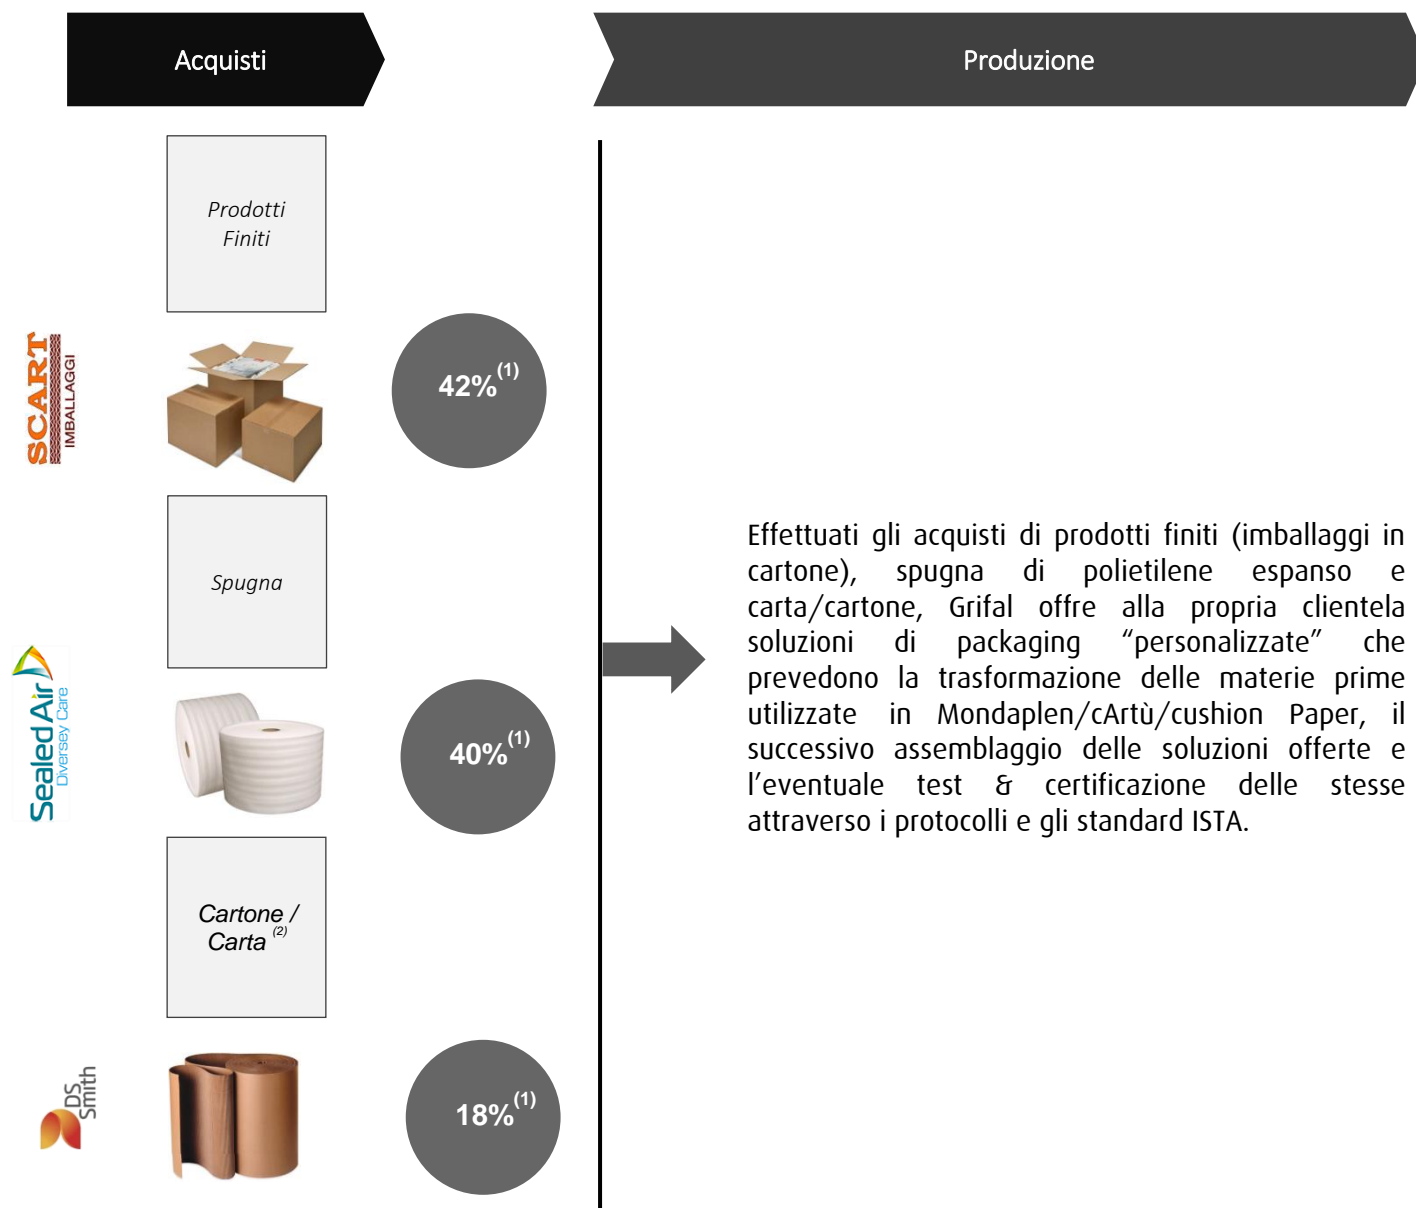 Acquisti
Produzione
Prodotti
Finiti
SCART
IMBALLAGGI
42%(1)
Spugna
Sealed Air
Diversey Care
40%(1)
Cartone /
Carta (2)
DS
Smith
18%(1)
Effettuati gli acquisti di prodotti finiti (imballaggi in
cartone), spugna di polietilene espanso e
carta/cartone, Grifal offre alla propria clientela
soluzioni di packaging “personalizzate” che
prevedono la trasformazione delle materie prime
utilizzate in Mondaplen/cArtù/cushion Paper, il
successivo assemblaggio delle soluzioni offerte e
l’eventuale test & certificazione delle stesse
attraverso i protocolli e gli standard ISTA.